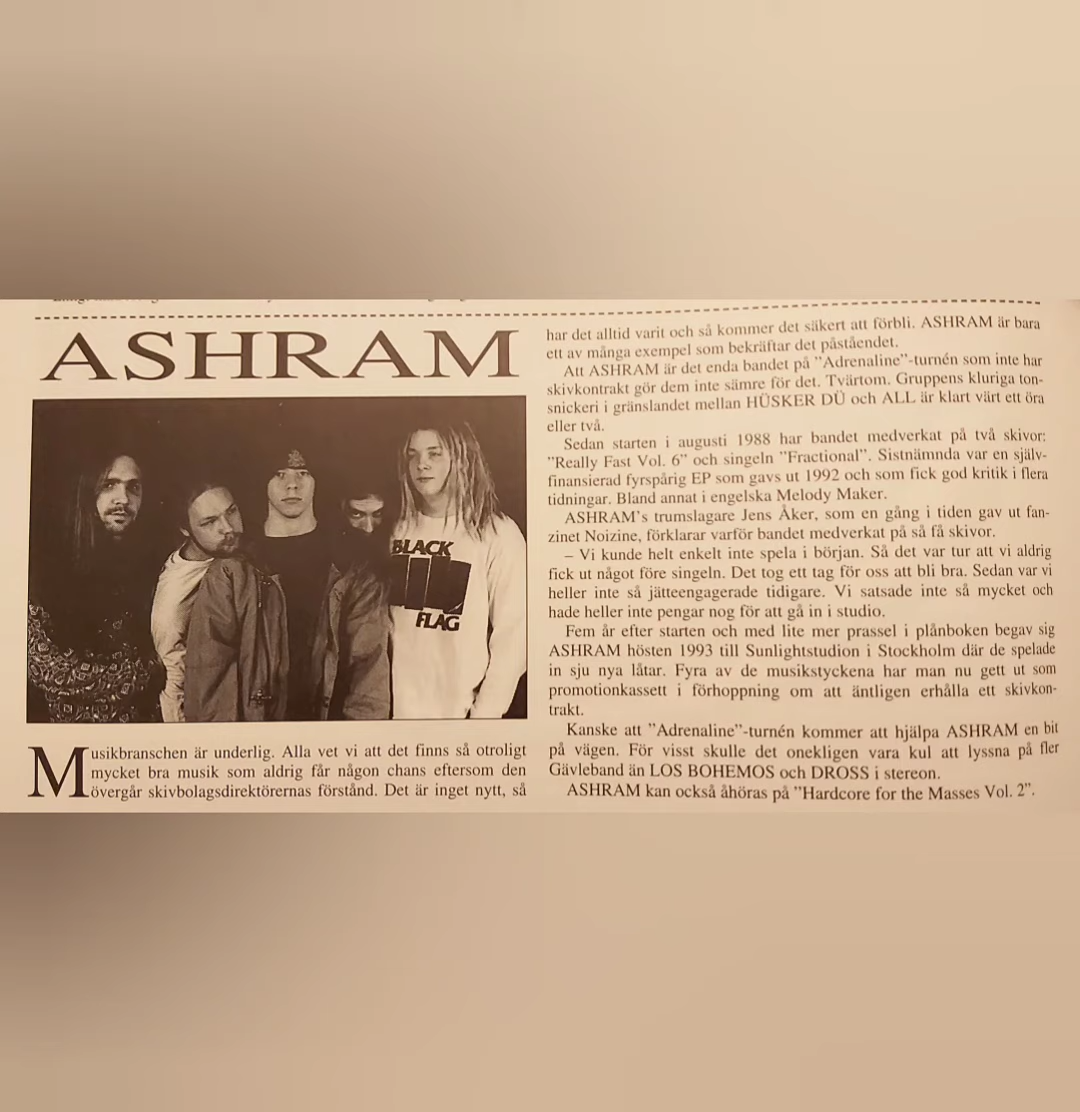 ASHRAM
BLACK
FLAG
Musikbranschen är underlig. Alla vet vi att det finns så otroligt
mycket bra musik som aldrig får någon chans eftersom den
övergår skivbolagsdirektörernas förstånd. Det är inget nytt, så
har det alltid varit och så kommer det säkert att förbli. ASHRAM är bara
ett av många exempel som bekräftar det påståendet.
Att ASHRAM är det enda bandet på "Adrenaline"-turnén som inte har
skivkontrakt gör dem inte sämre för det. Tvärtom. Gruppens kluriga ton-
snickeri i gränslandet mellan HÜSKER DÜ och ALL är klart värt ett öra
eller två.
Sedan starten i augusti 1988 har bandet medverkat på två skivor:
"Really Fast Vol. 6" och singeln "Fractional". Sistnämnda var en själv-
finansierad fyrspårig EP som gavs ut 1992 och som fick god kritik i flera
tidningar. Bland annat i engelska Melody Maker.
ASHRAM's trumslagare Jens Åker, som en gång i tiden gav ut fan-
zinet Noizine, förklarar varför bandet medverkat på så få skivor.
– Vi kunde helt enkelt inte spela i början. Så det var tur att vi aldrig
fick ut något före singeln. Det tog ett tag för oss att bli bra. Sedan var vi
heller inte så jätteengagerade tidigare. Vi satsade inte så mycket och
hade heller inte pengar nog för att gå in i studio.
Fem år efter starten och med lite mer prassel i plånboken begav sig
ASHRAM hösten 1993 till Sunlightstudion i Stockholm där de spelade
in sju nya låtar. Fyra av de musikstyckena har man nu gett ut som
promotionkassett i förhoppning om att äntligen erhålla ett skivkon-
trakt.
Kanske att "Adrenaline"-turnén kommer att hjälpa ASHRAM en bit
på vägen. För visst skulle det onekligen vara kul att lyssna på fler
Gävleband än LOS BOHEMOS och DROSS i stereon.
ASHRAM kan också åhöras på "Hardcore for the Masses Vol. 2".